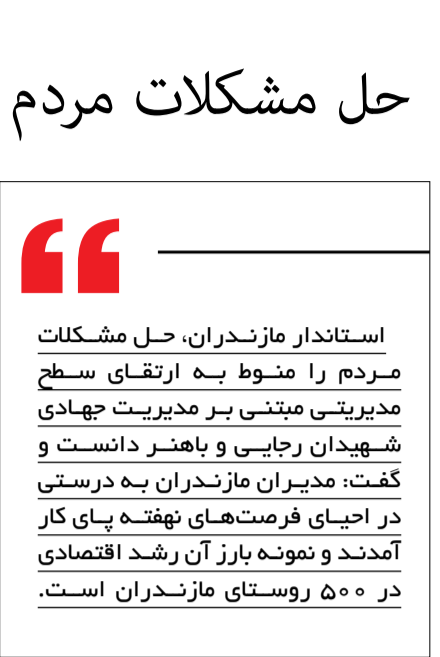 حل مشکلات مردم
استاندار مازندران، حل مشکلات
مردم را منوط به ارتقای سطح
مدیریتی مبتنی بر مدیریت جهادی
شهیدان رجایی و باهنر دانست و
گفت: مدیران مازندران به درستی
در احیای فرصت‌های نهفته پای کار
آمدند و نمونه بارز آن رشد اقتصادی
در ۵۰۰ روستای مازندران است.